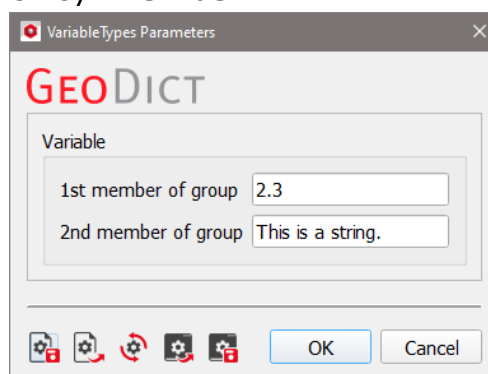 VariableTypes Parameters
GEODICT
Variable
1st member of group 2.3
2nd member of group This is a string.
OK Cancel